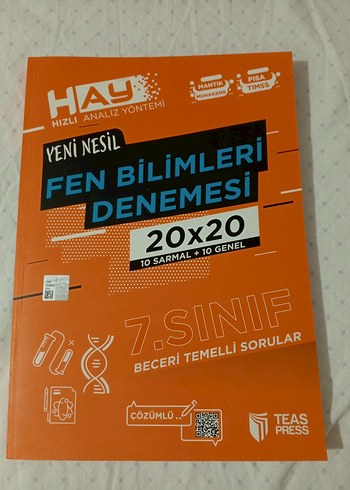 HAY
HIZLI ANALİZ YÖNTEMİ
MANTIK
MUHAKEME
PISA
TIMSS
YENİ NESİL
FEN BİLİMLERİ
DENEMESİ
20x20
10 SARMAL + 10 GENEL
7.SINIF
BECERİ TEMELLİ SORULAR
ÇÖZÜMLÜ..
TEAS
PRESS